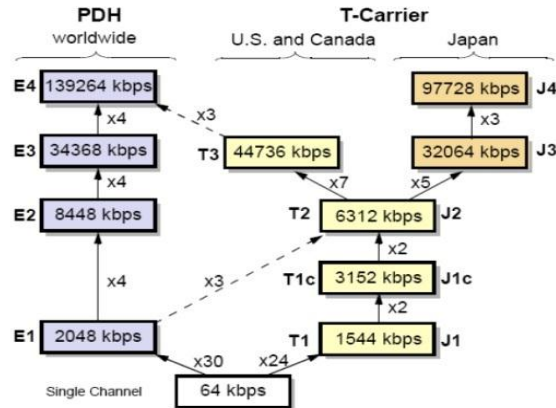 PDH T-Carrier
worldwide U.S. and Canada Japan
E4 139264 kbps 97728 kbps J4
x4 x3 x3
E3 34368 kbps T3 44736 kbps 32064 kbps J3
x4 x7 x5
E2 8448 kbps T2 6312 kbps J2
x4 x3 x2
T1c 3152 kbps J1c
x2
E1 2048 kbps T1 1544 kbps J1
x30 x24
Single Channel 64 kbps